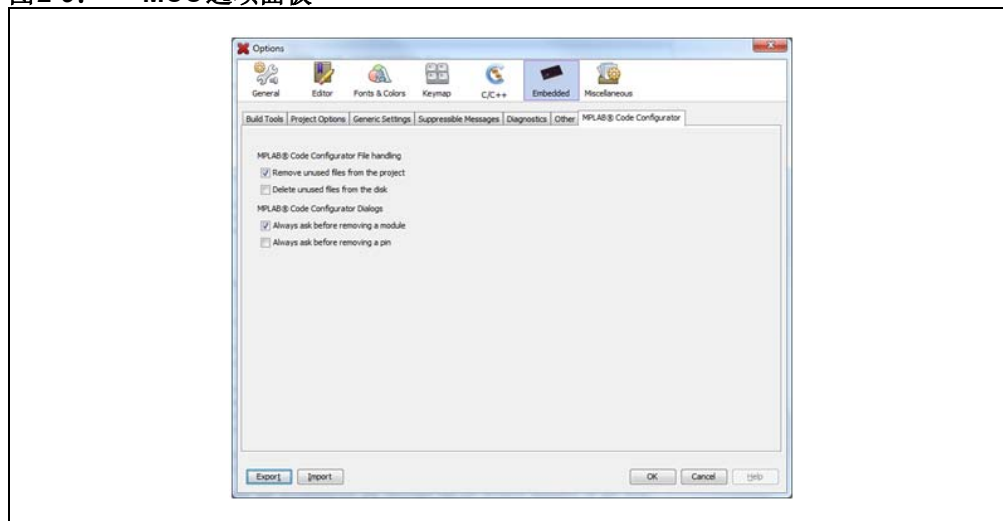 Options
General Editor Fonts & Colors Keymap C/C++ Embedded Miscellaneous
Build Tools Project Options Generic Settings Suppressible Messages Diagnostics Other MPLAB® Code Configurator
MPLAB® Code Configurator File handling
Remove unused files from the project
Delete unused files from the disk
MPLAB® Code Configurator Dialogs
Always ask before removing a module
Always ask before removing a pin
Export Import OK Cancel Help